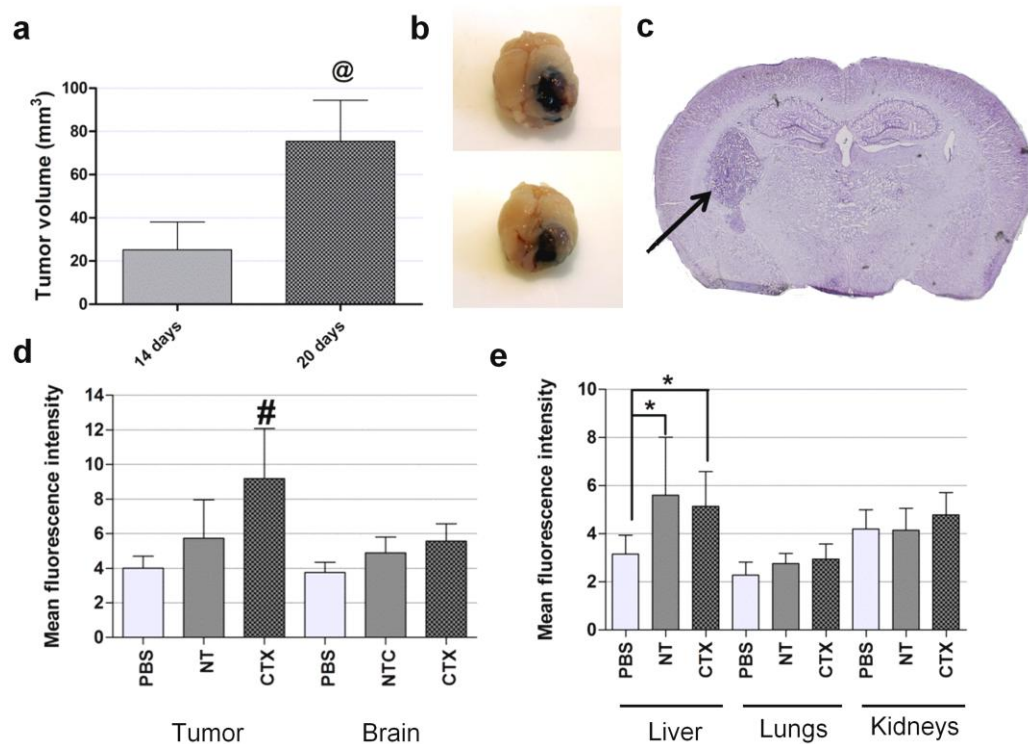 a
@
Tumor volume (mm³)
100
80
60
40
20
0
14 days
20 days
b
c
d
Mean fluorescence intensity
14
12
10
8
6
4
2
0
#
PBS
NT
CTX
PBS
NTC
CTX
Tumor
Brain
e
Mean fluorescence intensity
10
8
6
4
2
0
*
*
PBS
NT
CTX
PBS
NT
CTX
PBS
NT
CTX
Liver
Lungs
Kidneys